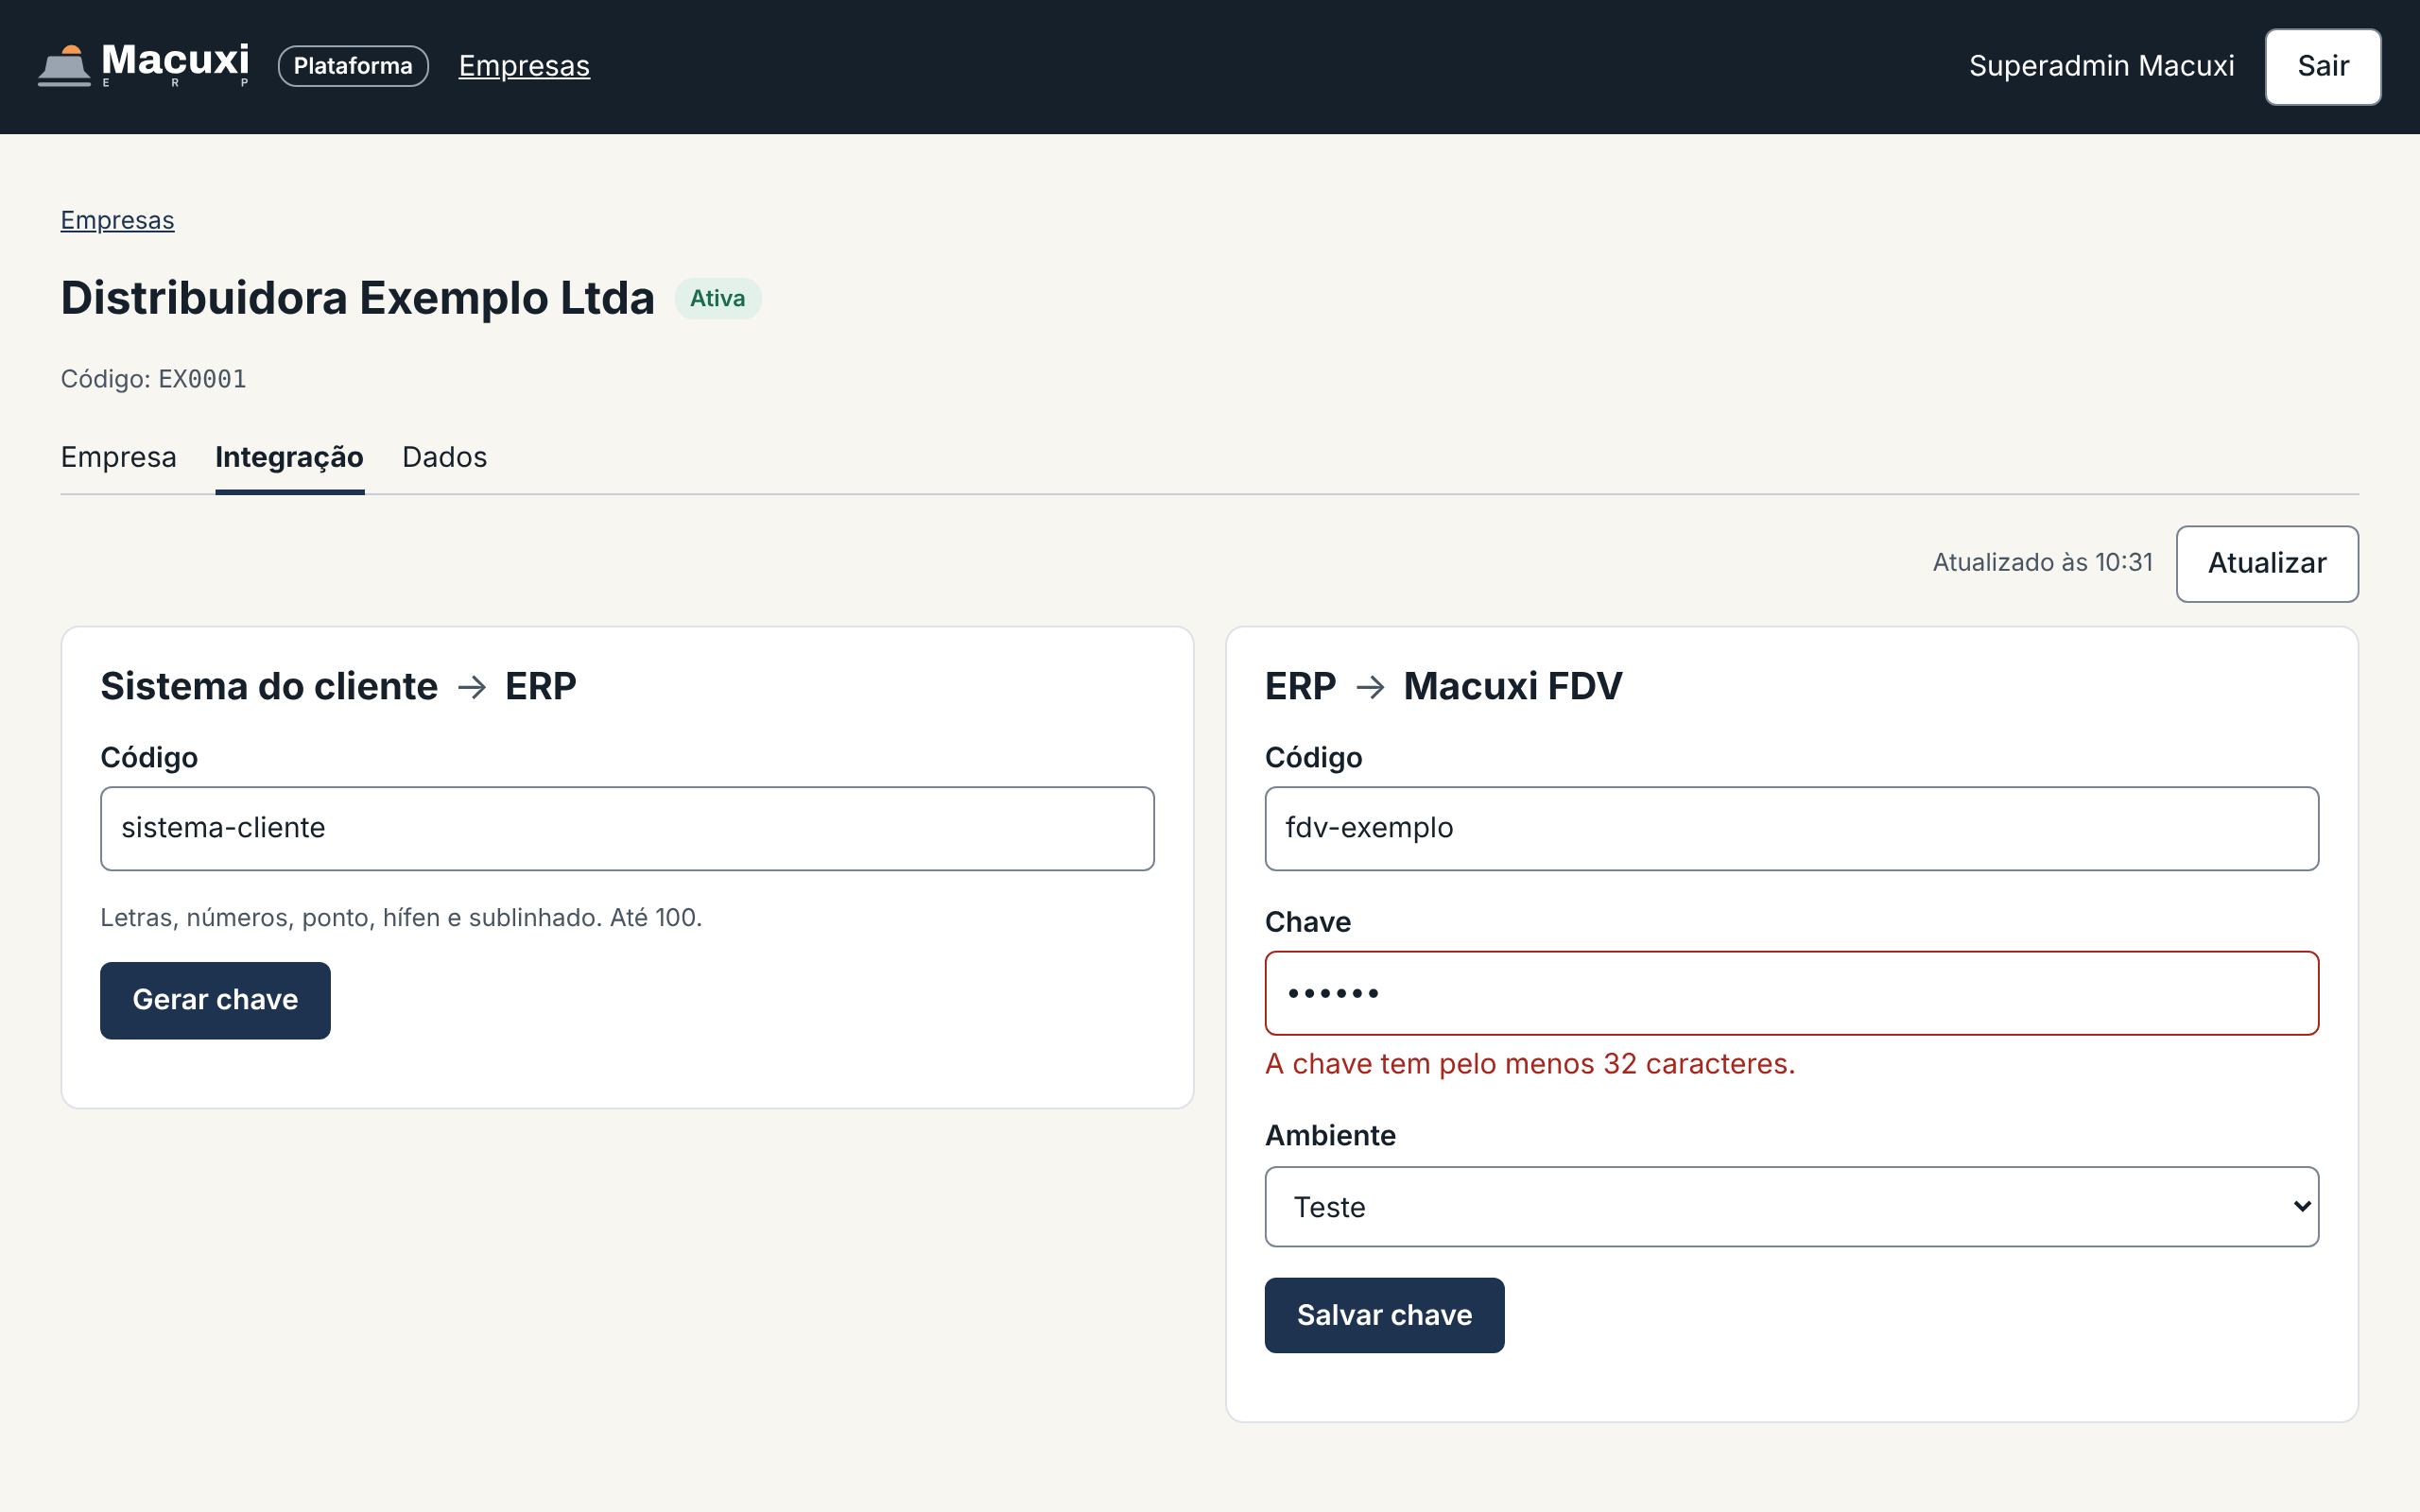 Macuxi
E R P
Plataforma
Empresas
Superadmin Macuxi
Sair
Empresas
Distribuidora Exemplo Ltda
Ativa
Código: EX0001
Empresa
Integração
Dados
Atualizado às 10:31
Atualizar
Sistema do cliente → ERP
Código
sistema-cliente
Letras, números, ponto, hífen e sublinhado. Até 100.
Gerar chave
ERP → Macuxi FDV
Código
fdv-exemplo
Chave
••••••
A chave tem pelo menos 32 caracteres.
Ambiente
Teste
Salvar chave